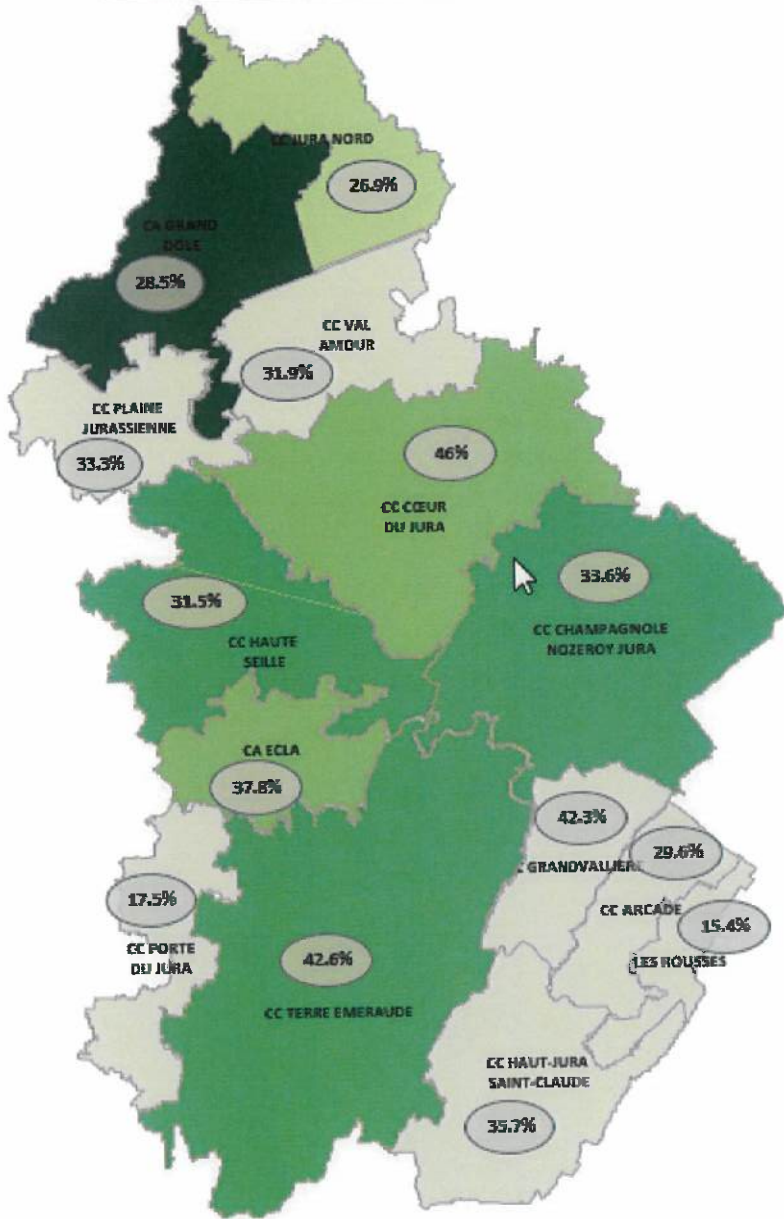 CC JURA NORD
26.9%
CA GRAND
DOLE
28.5%
CC VAL
AMOUR
31.9%
CC PLAINE
JURASSIENNE
33.3%
46%
CC CŒUR
DU JURA
33.6%
CC CHAMPAGNOLE
NOZEROY JURA
31.5%
CC HAUTE
SEILLE
CA ECLA
37.8%
42.3%
C GRANDVALLIERE
29.6%
CC ARCADE
15.4%
LES ROUSSES
17.5%
CC PORTE
DU JURA
42.6%
CC TERRE EMERAUDE
CC HAUT-JURA
SAINT-CLAUDE
35.7%